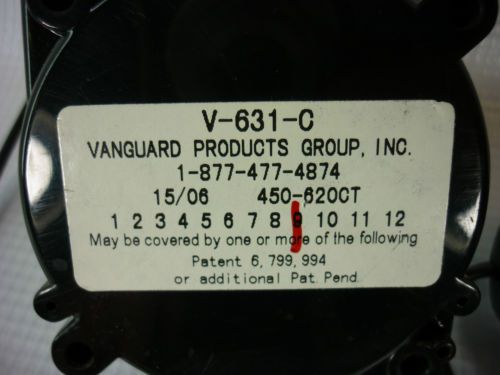 V-631-C
VANGUARD PRODUCTS GROUP, INC.
1-877-477-4874
15/06 450-620CT
1 2 3 4 5 6 7 8 9 10 11 12
May be covered by one or more of the following
Patent 6,799,994
or additional Pat. Pend.